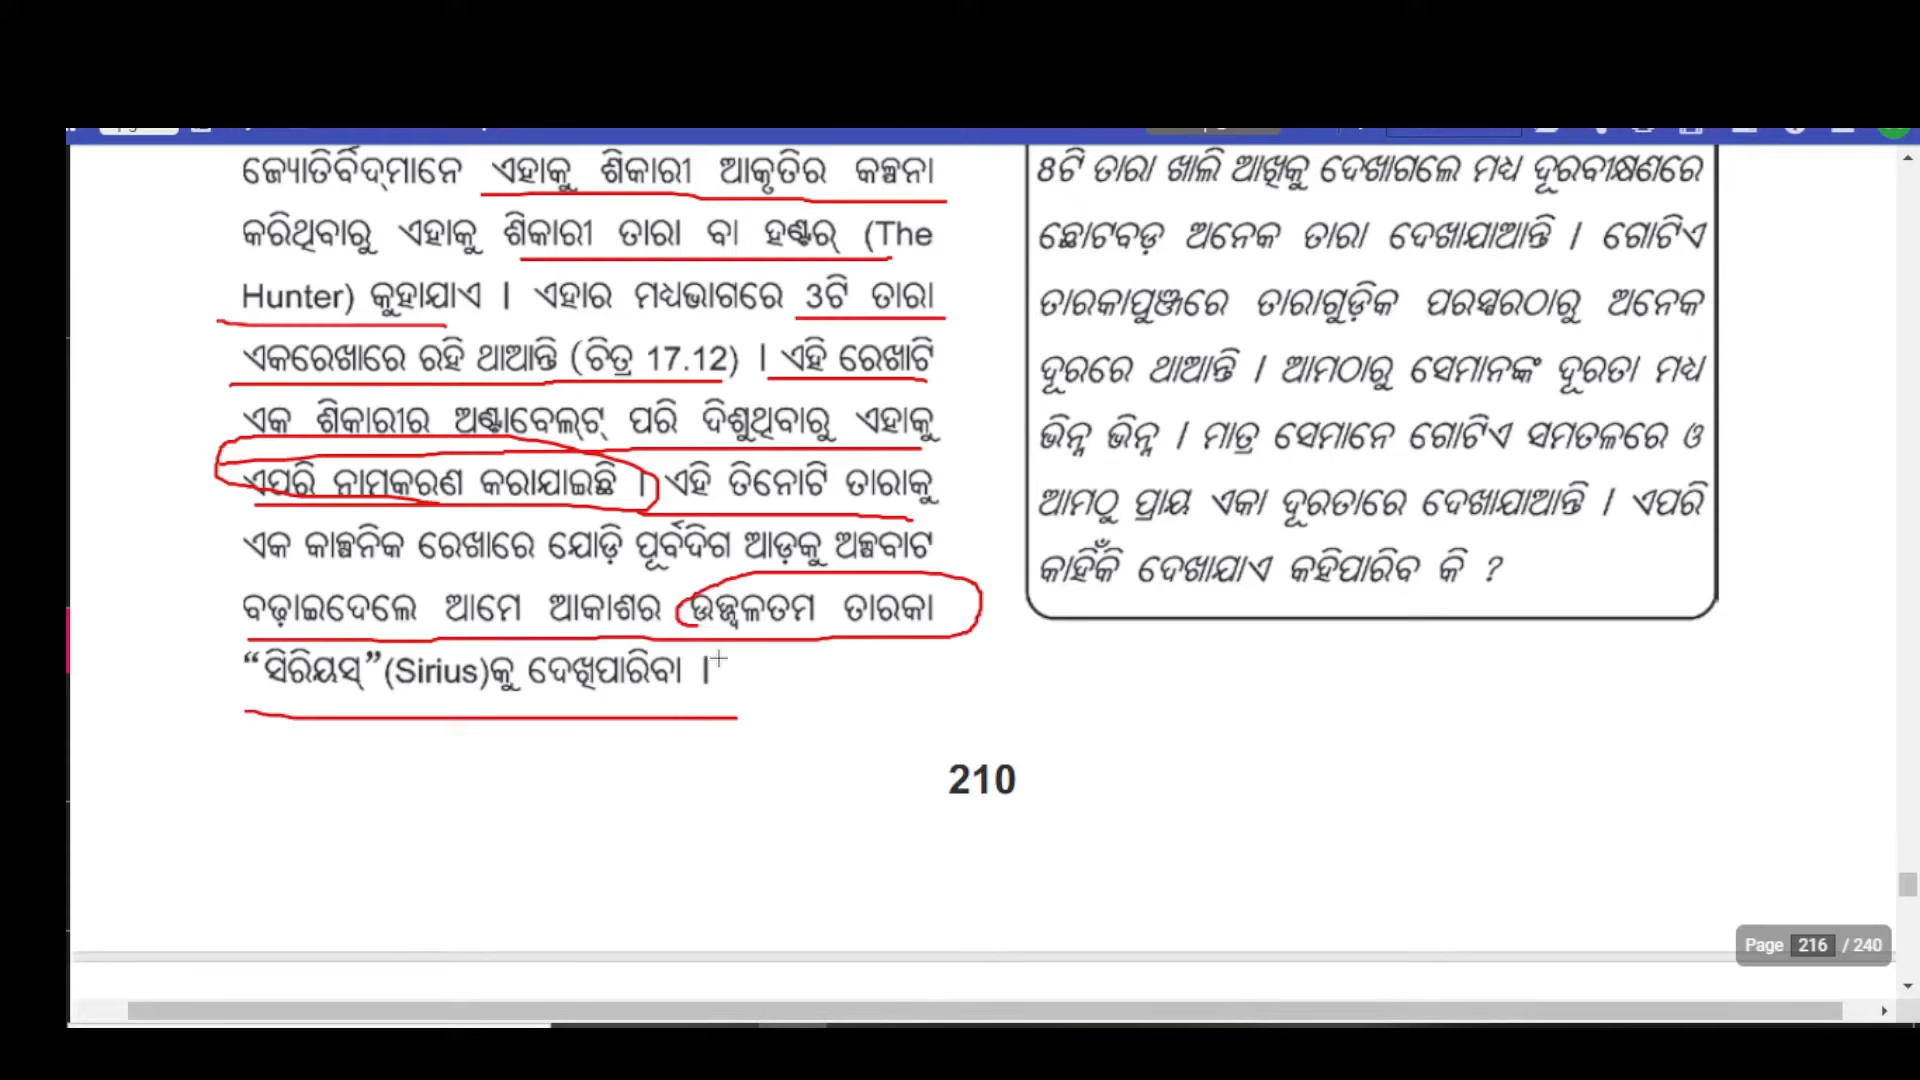 ଜ୍ୟୋତିର୍ବିଦ୍‌ମାନେ ଏହାକୁ ଶିକାରୀ ଆକୃତିର କଳ୍ପନା
କରିଥିବାରୁ ଏହାକୁ ଶିକାରୀ ତାରା ବା ହଣ୍ଟର୍ (The
Hunter) କୁହାଯାଏ । ଏହାର ମଧ୍ୟଭାଗରେ 3ଟି ତାରା
ଏକରେଖାରେ ରହି ଥାଆନ୍ତି (ଚିତ୍ର 17.12) । ଏହି ରେଖାଟି
ଏକ ଶିକାରୀର ଅଣ୍ଟାବେଲ୍‌ଟ୍ ପରି ଦିଶୁଥିବାରୁ ଏହାକୁ
ଏପରି ନାମକରଣ କରାଯାଇଛି । ଏହି ତିନୋଟି ତାରାକୁ
ଏକ କାଳ୍ପନିକ ରେଖାରେ ଯୋଡ଼ି ପୂର୍ବଦିଗ ଆଡ଼କୁ ଅଳ୍ପବାଟ
ବଢ଼ାଇଦେଲେ ଆମେ ଆକାଶର ଉଜ୍ଜ୍ୱଳତମ ତାରକା
“ସିରିୟସ୍”(Sirius)କୁ ଦେଖିପାରିବା ।
8ଟି ତାରା ଖାଲି ଆଖିକୁ ଦେଖାଗଲେ ମଧ୍ୟ ଦୂରବୀକ୍ଷଣରେ
ଛୋଟବଡ଼ ଅନେକ ତାରା ଦେଖାଯାଆନ୍ତି । ଗୋଟିଏ
ତାରକାପୁଞ୍ଜରେ ତାରାଗୁଡ଼ିକ ପରସ୍ପରଠାରୁ ଅନେକ
ଦୂରରେ ଥାଆନ୍ତି । ଆମଠାରୁ ସେମାନଙ୍କ ଦୂରତା ମଧ୍ୟ
ଭିନ୍ନ ଭିନ୍ନ । ମାତ୍ର ସେମାନେ ଗୋଟିଏ ସମତଳରେ ଓ
ଆମଠୁ ପ୍ରାୟ ଏକା ଦୂରତାରେ ଦେଖାଯାଆନ୍ତି । ଏପରି
କାହିଁକି ଦେଖାଯାଏ କହିପାରିବ କି ?
210
Page 216 / 240